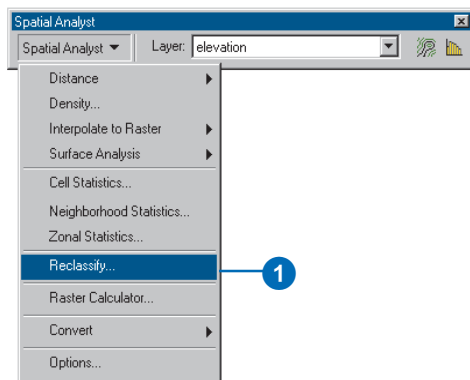 Spatial Analyst
Spatial Analyst Layer: elevation
Distance
Density...
Interpolate to Raster
Surface Analysis
Cell Statistics...
Neighborhood Statistics...
Zonal Statistics...
Reclassify...
1
Raster Calculator...
Convert
Options...